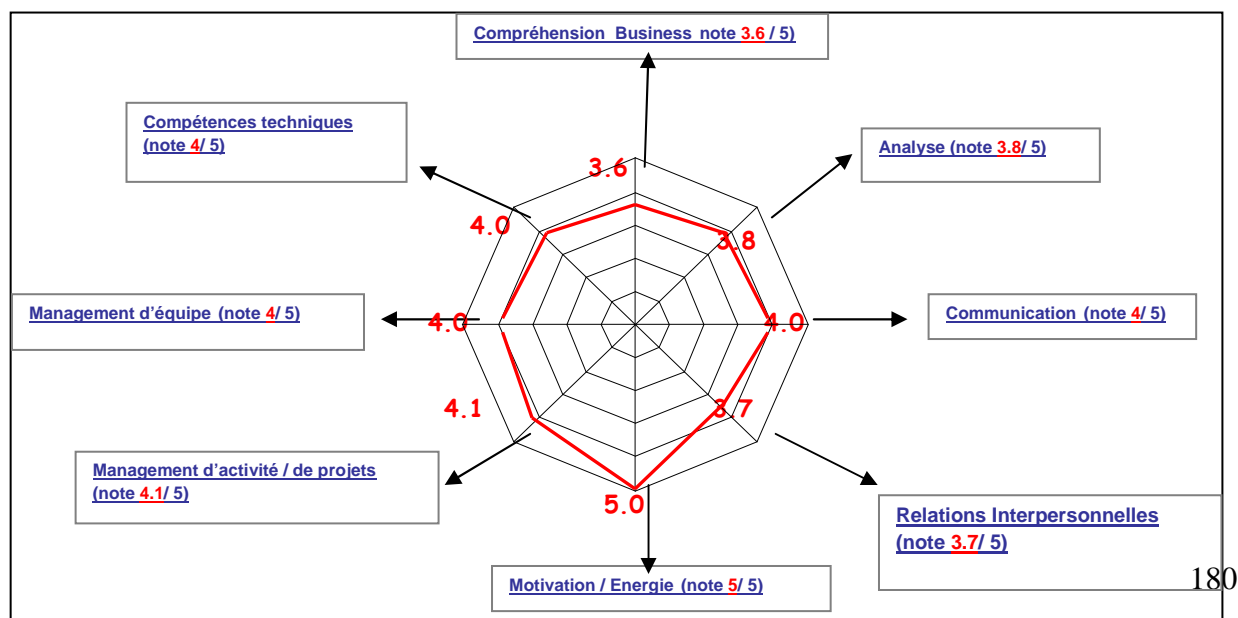 Compréhension Business note 3.6 / 5)
Compétences techniques
(note 4/ 5)
Analyse (note 3.8/ 5)
3.6
4.0
3.8
Management d'équipe (note 4/ 5)
4.0
4.0
Communication (note 4/ 5)
4.1
3.7
Management d'activité / de projets
(note 4.1/ 5)
5.0
Relations Interpersonnelles
(note 3.7/ 5)
Motivation / Energie (note 5/ 5)
180